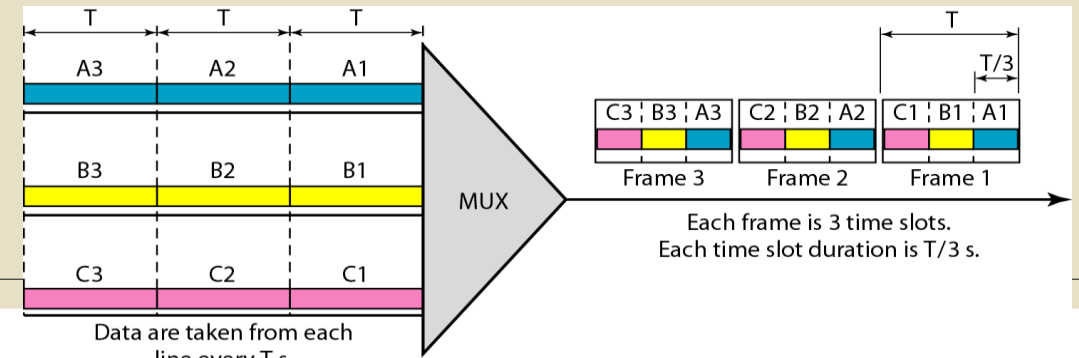 T T T
A3 A2 A1
B3 B2 B1
C3 C2 C1
Data are taken from each
line every T s.
MUX
T
T/3
C3 B3 A3 C2 B2 A2 C1 B1 A1
Frame 3 Frame 2 Frame 1
Each frame is 3 time slots.
Each time slot duration is T/3 s.